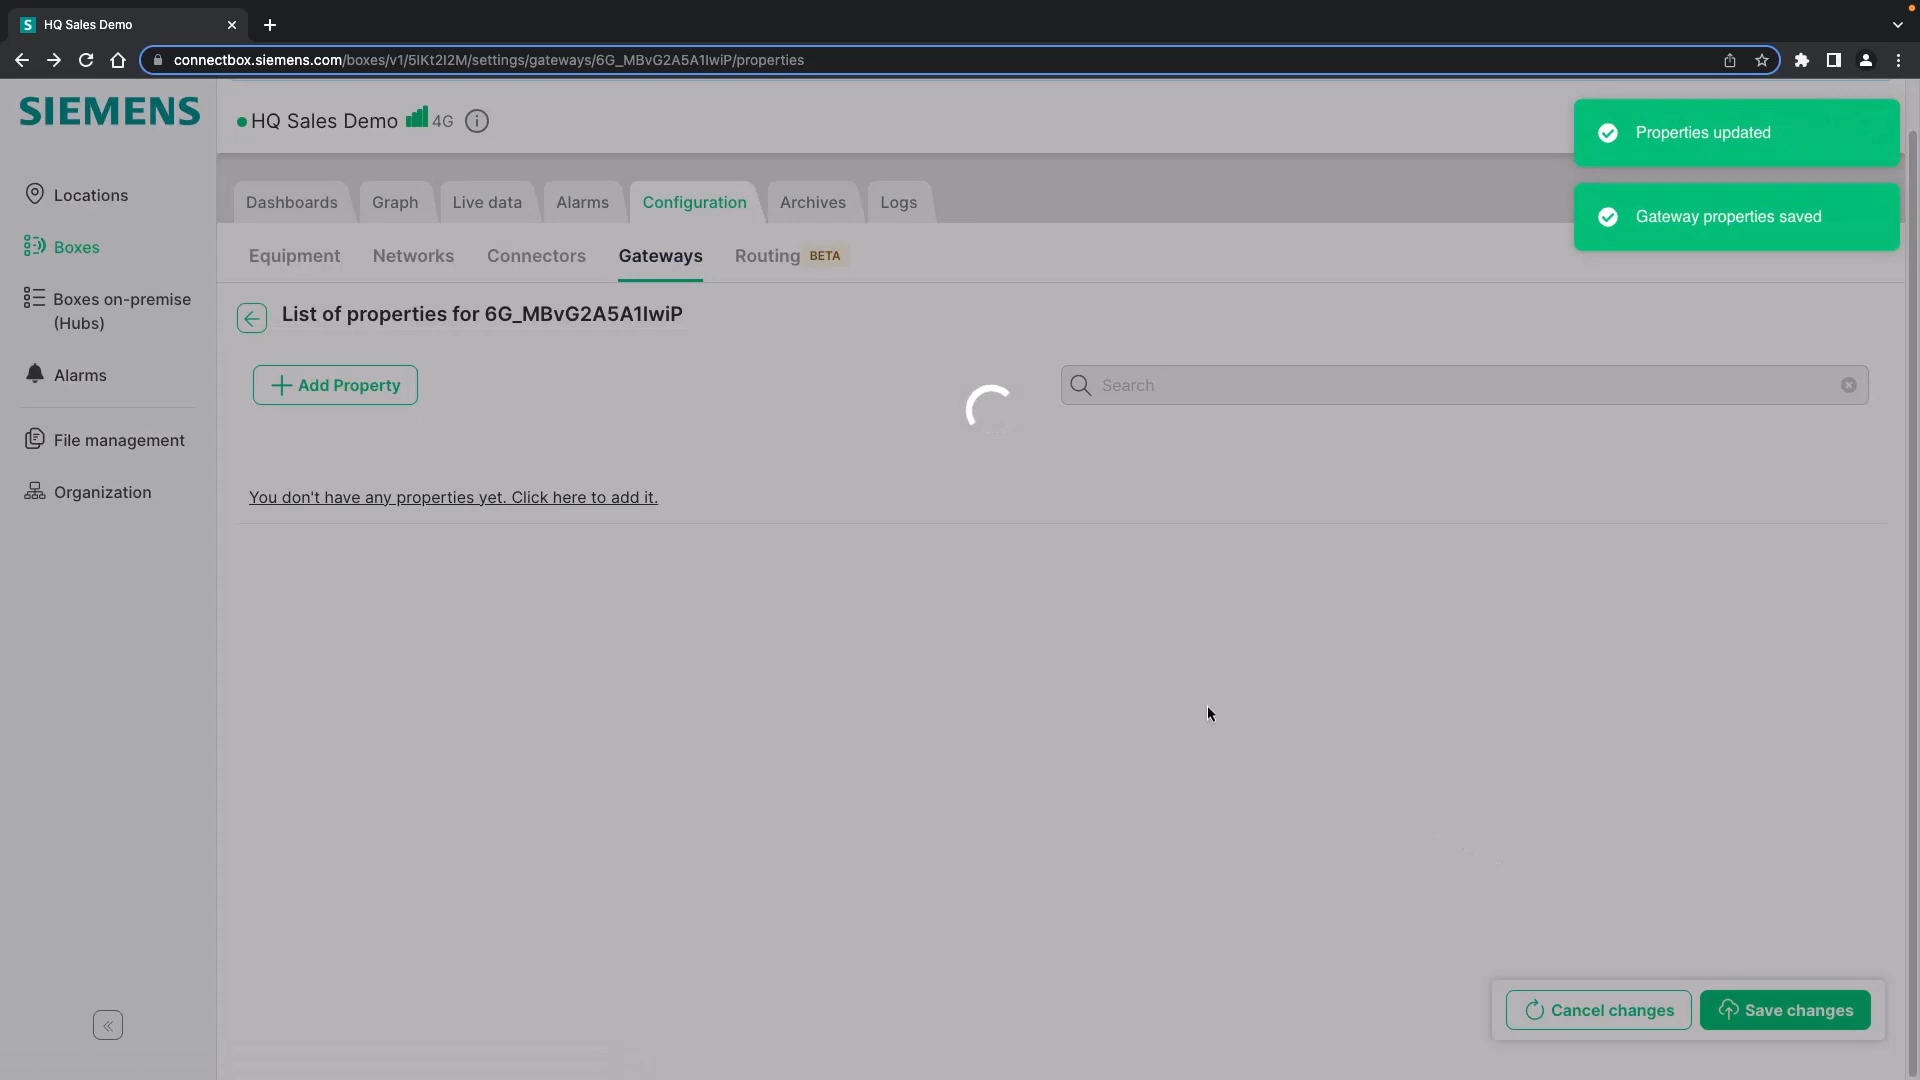 HQ Sales Demo
connectbox.siemens.com/boxes/v1/5IKt2I2M/settings/gateways/6G_MBvG2A5A1IwiP/properties
SIEMENS
HQ Sales Demo 4G
Properties updated
Gateway properties saved
Locations
Boxes
Boxes on-premise
(Hubs)
Alarms
File management
Organization
Dashboards Graph Live data Alarms Configuration Archives Logs
Equipment Networks Connectors Gateways Routing BETA
List of properties for 6G_MBvG2A5A1IwiP
Add Property
Search
You don't have any properties yet. Click here to add it.
Cancel changes Save changes